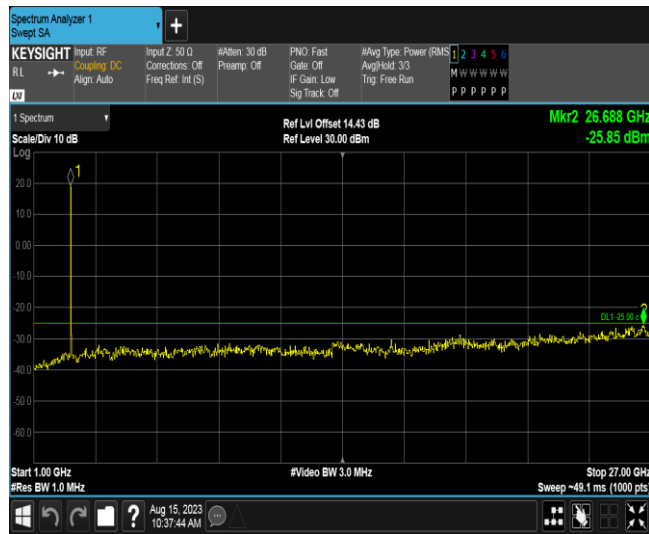 Spectrum Analyzer 1
Swept SA
+
KEYSIGHT
RL
LXI
Input: RF
Coupling: DC
Align: Auto
Input Z: 50 Ω
Corrections: Off
Freq Ref: Int (S)
#Atten: 30 dB
Preamp: Off
PNO: Fast
Gate: Off
IF Gain: Low
Sig Track: Off
#Avg Type: Power (RMS
Avg|Hold: 3/3
Trig: Free Run
1 2 3 4 5 6
M W W W W W
P P P P P P
1 Spectrum
Scale/Div 10 dB
Log
Ref Lvl Offset 14.43 dB
Ref Level 30.00 dBm
Mkr2 26.688 GHz
-25.85 dBm
1
20.0
10.0
0.00
-10.0
-20.0
2
DL1 -25.00
-30.0
-40.0
-50.0
-60.0
Start 1.00 GHz
#Res BW 1.0 MHz
#Video BW 3.0 MHz
Stop 27.00 GHz
Sweep ~49.1 ms (1000 pts)
?
Aug 15, 2023
10:37:44 AM